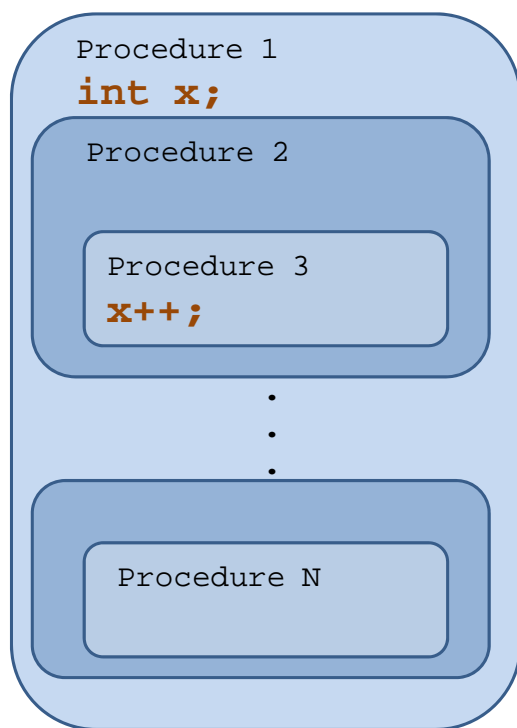 Procedure 1
int x;
Procedure 2
Procedure 3
x++;
.
.
.
Procedure N